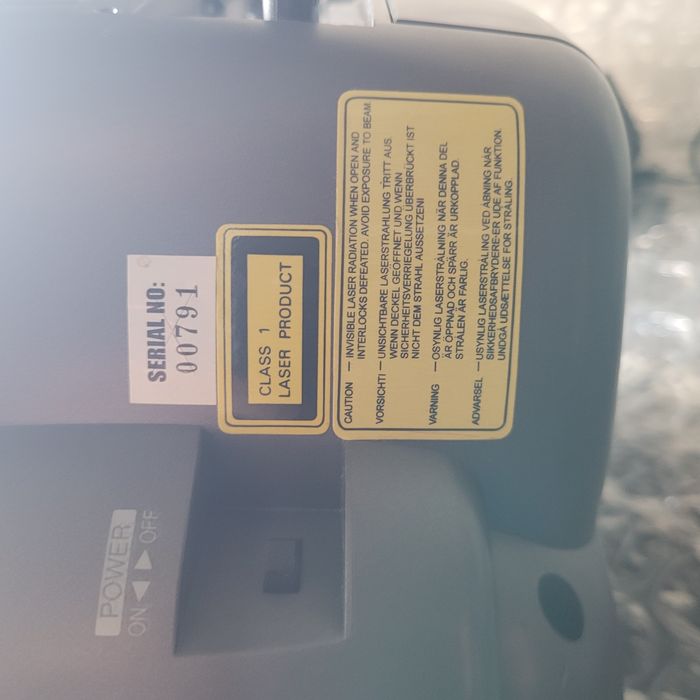 SERIAL NO:
00791
CLASS 1
LASER PRODUCT
CAUTION — INVISIBLE LASER RADIATION WHEN OPEN AND
INTERLOCKS DEFEATED. AVOID EXPOSURE TO BEAM.
VORSICHTI — UNSICHTBARE LASERSTRAHLUNG TRITT AUS
WENN DECKEL GEOFFNET UND WENN
SICHERHEITSVERRIEGELUNG ÜBERBRÜCKT IST
NICHT DEM STRAHL AUSSETZENI
VARNING — OSYNLIG LASERSTRÅLNING NÄR DENNA DEL
ÄR ÖPPNAD OCH SPÄRR ÄR URKOPPLAD.
STRÅLEN ÄR FARLIG.
ADVARSEL — USYNLIG LASERSTRÅLING VED ÅBNING NÅR
SIKKERHEDSAFBRYDERE-ER UDE AF FUNKTION.
UNDGÅ UDSÆTTELSE FOR STRÅLING.
POWER
ON ◀ ▶ OFF